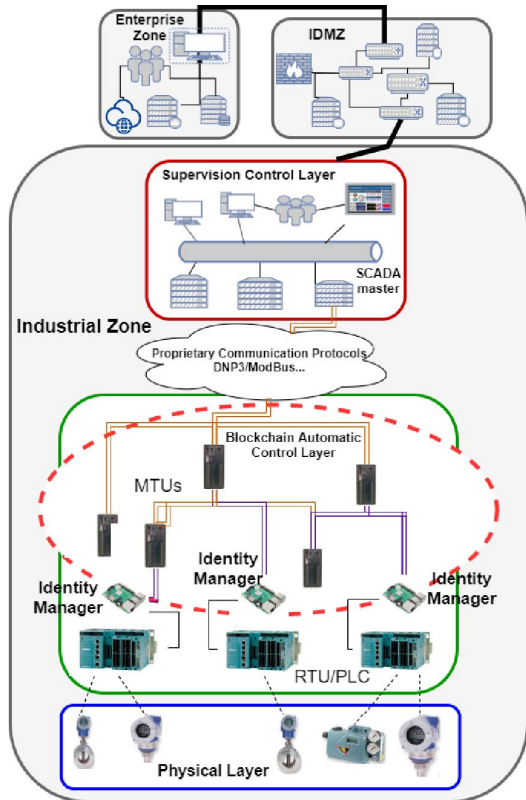 Enterprise
Zone
IDMZ
Supervision Control Layer
SCADA
master
Industrial Zone
Proprietary Communication Protocols
DNP3/ModBus...
Blockchain Automatic
Control Layer
MTUs
Identity
Manager
Identity
Manager
Identity
Manager
RTU/PLC
Physical Layer